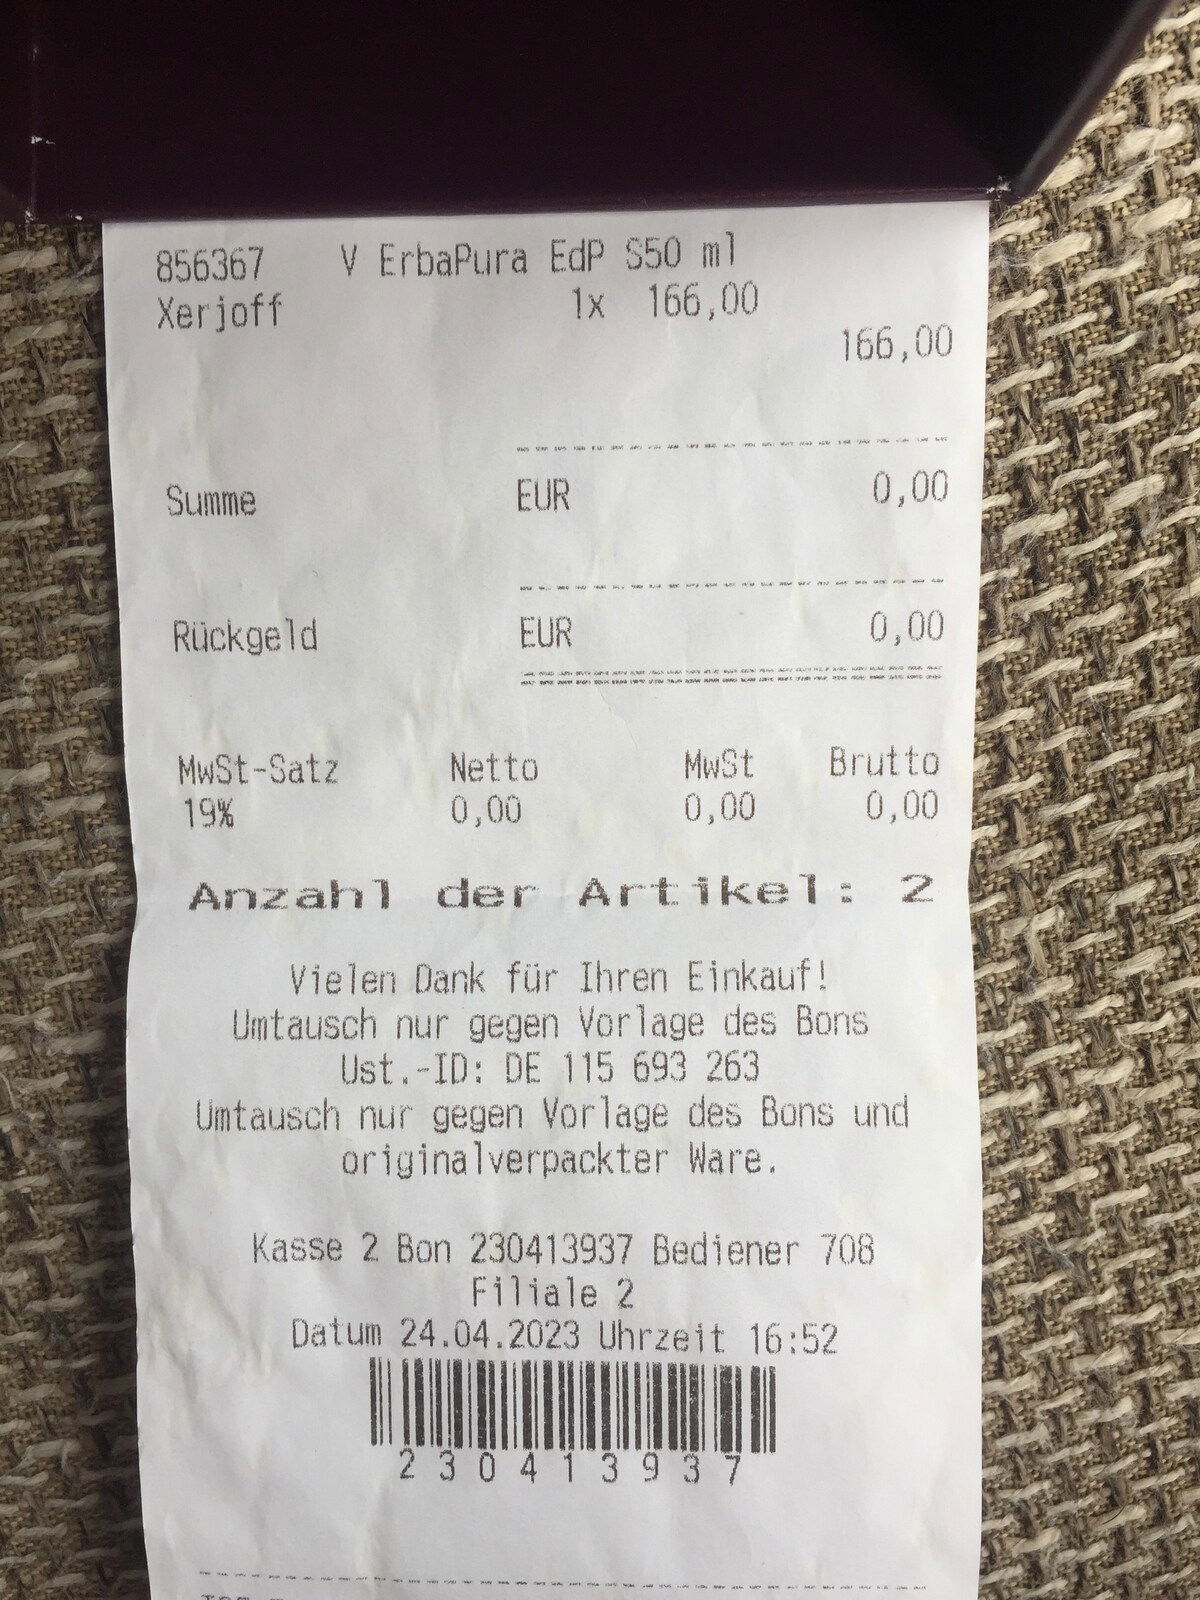 856367 V ErbaPura EdP S50 ml
Xerjoff 1x 166,00
166,00
Summe EUR 0,00
Rückgeld EUR 0,00
MwSt-Satz Netto MwSt Brutto
19% 0,00 0,00 0,00
Anzahl der Artikel: 2
Vielen Dank für Ihren Einkauf!
Umtausch nur gegen Vorlage des Bons
Ust.-ID: DE 115 693 263
Umtausch nur gegen Vorlage des Bons und
originalverpackter Ware.
Kasse 2 Bon 230413937 Bediener 708
Filiale 2
Datum 24.04.2023 Uhrzeit 16:52
230413937